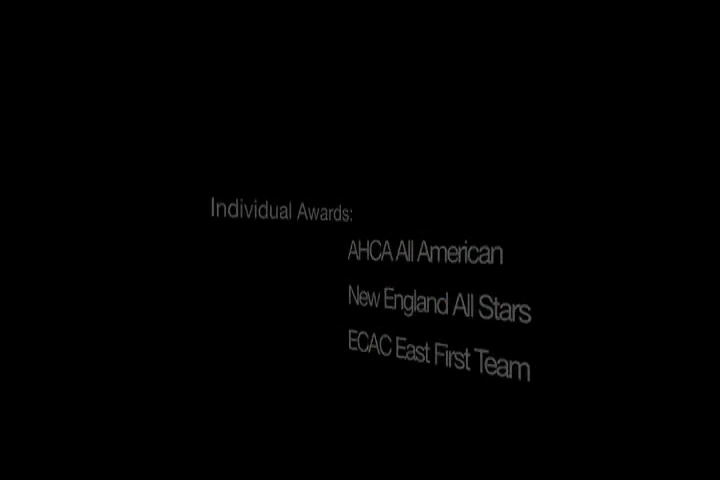 Individual Awards:
AHCA All American
New England All Stars
ECAC East First Team